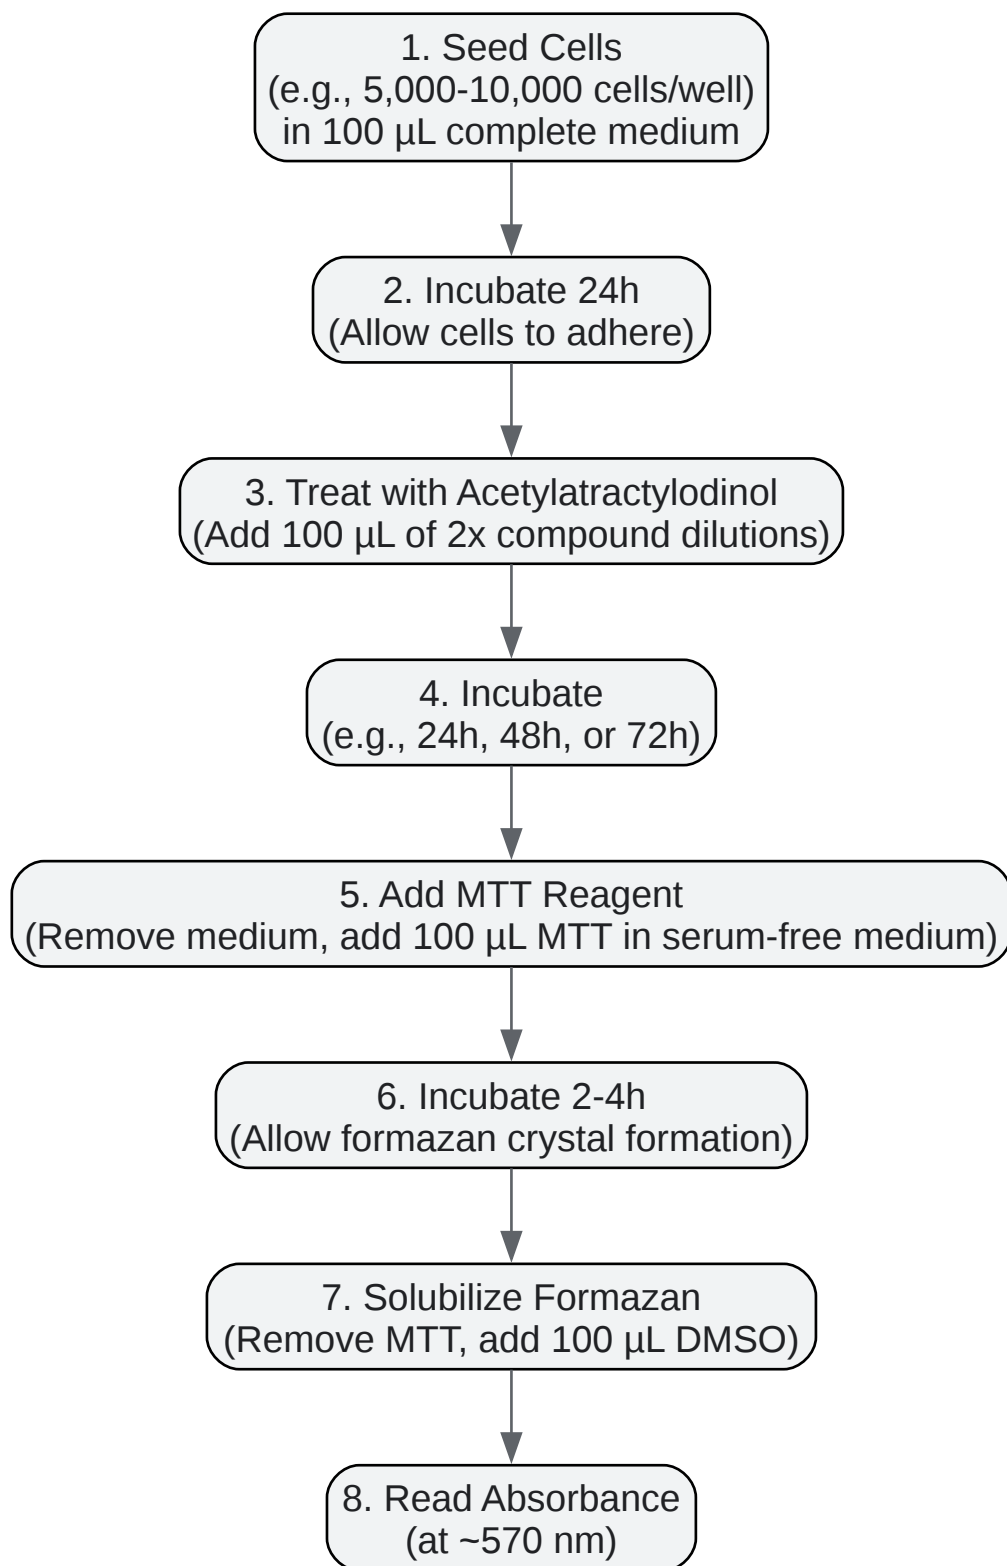 1. Seed Cells
(e.g., 5,000-10,000 cells/well)
in 100 µL complete medium
2. Incubate 24h
(Allow cells to adhere)
3. Treat with Acetylatractylodinol
(Add 100 µL of 2x compound dilutions)
4. Incubate
(e.g., 24h, 48h, or 72h)
5. Add MTT Reagent
(Remove medium, add 100 µL MTT in serum-free medium)
6. Incubate 2-4h
(Allow formazan crystal formation)
7. Solubilize Formazan
(Remove MTT, add 100 µL DMSO)
8. Read Absorbance
(at ~570 nm)